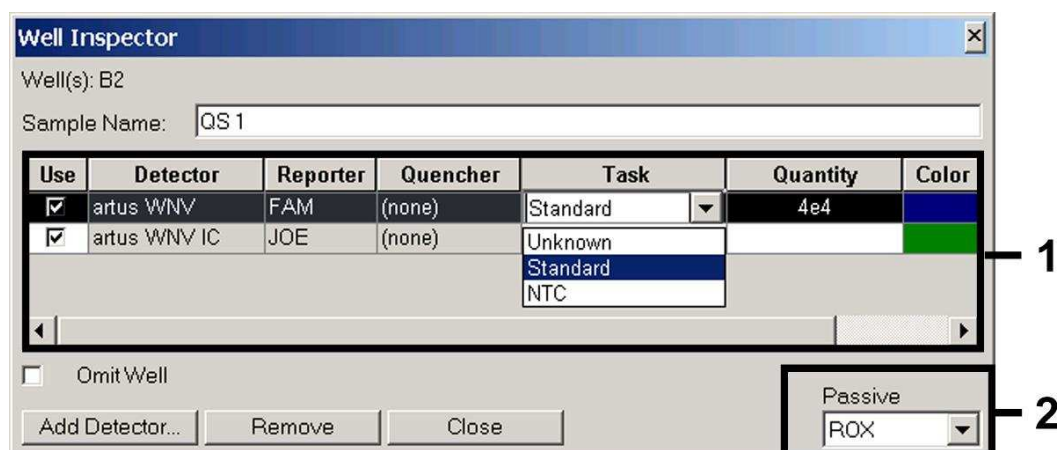 Well Inspector
Well(s): B2
Sample Name: QS 1
Use Detector Reporter Quencher Task Quantity Color
artus WNV FAM (none) Standard 4e4
artus WNV IC JOE (none) Unknown
Standard
NTC
1
Omit Well
Passive
Add Detector... Remove Close ROX
2